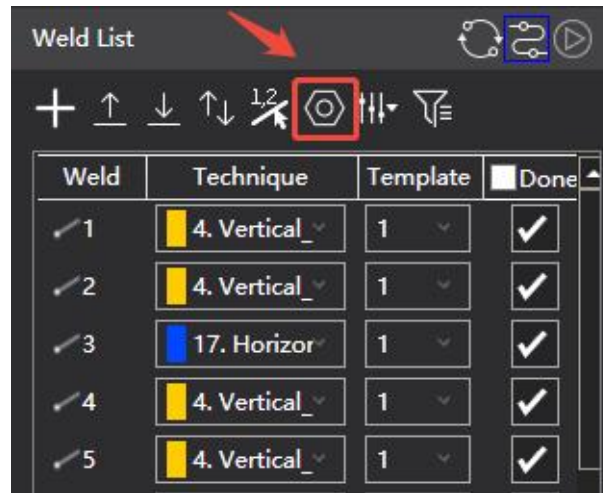 Weld List
1,2
Weld Technique Template Done
1 4. Vertical_ 1
2 4. Vertical_ 1
3 17. Horizor 1
4 4. Vertical_ 1
5 4. Vertical_ 1